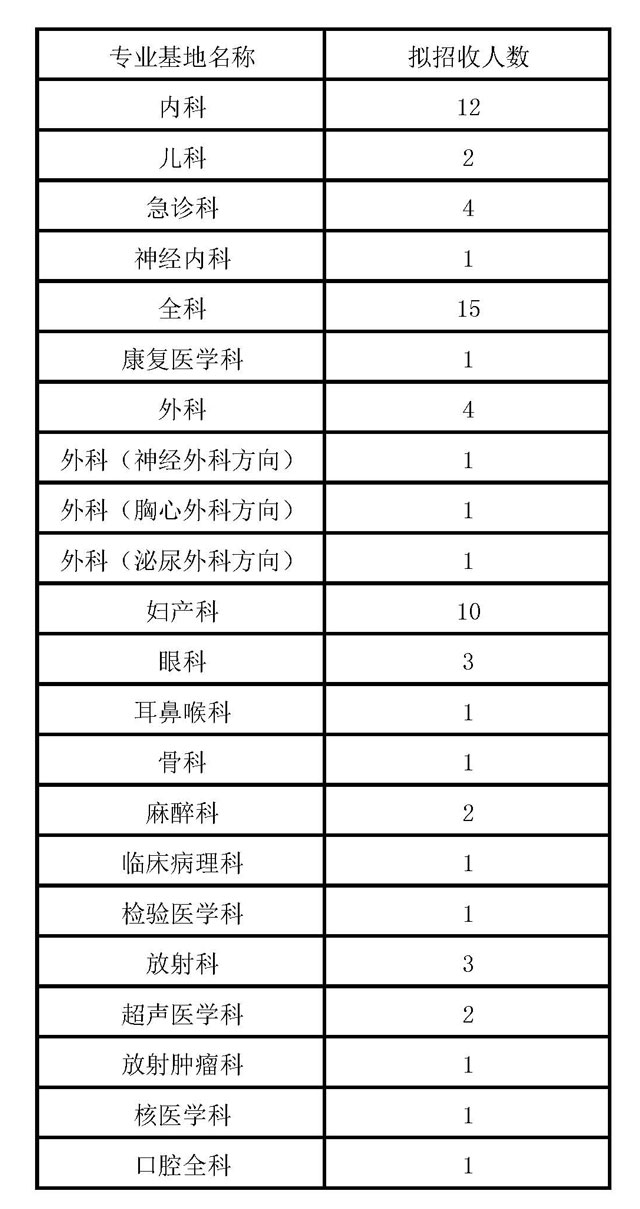 专业基地名称 拟招收人数
内科 12
儿科 2
急诊科 4
神经内科 1
全科 15
康复医学科 1
外科 4
外科（神经外科方向） 1
外科（胸心外科方向） 1
外科（泌尿外科方向） 1
妇产科 10
眼科 3
耳鼻喉科 1
骨科 1
麻醉科 2
临床病理科 1
检验医学科 1
放射科 3
超声医学科 2
放射肿瘤科 1
核医学科 1
口腔全科 1